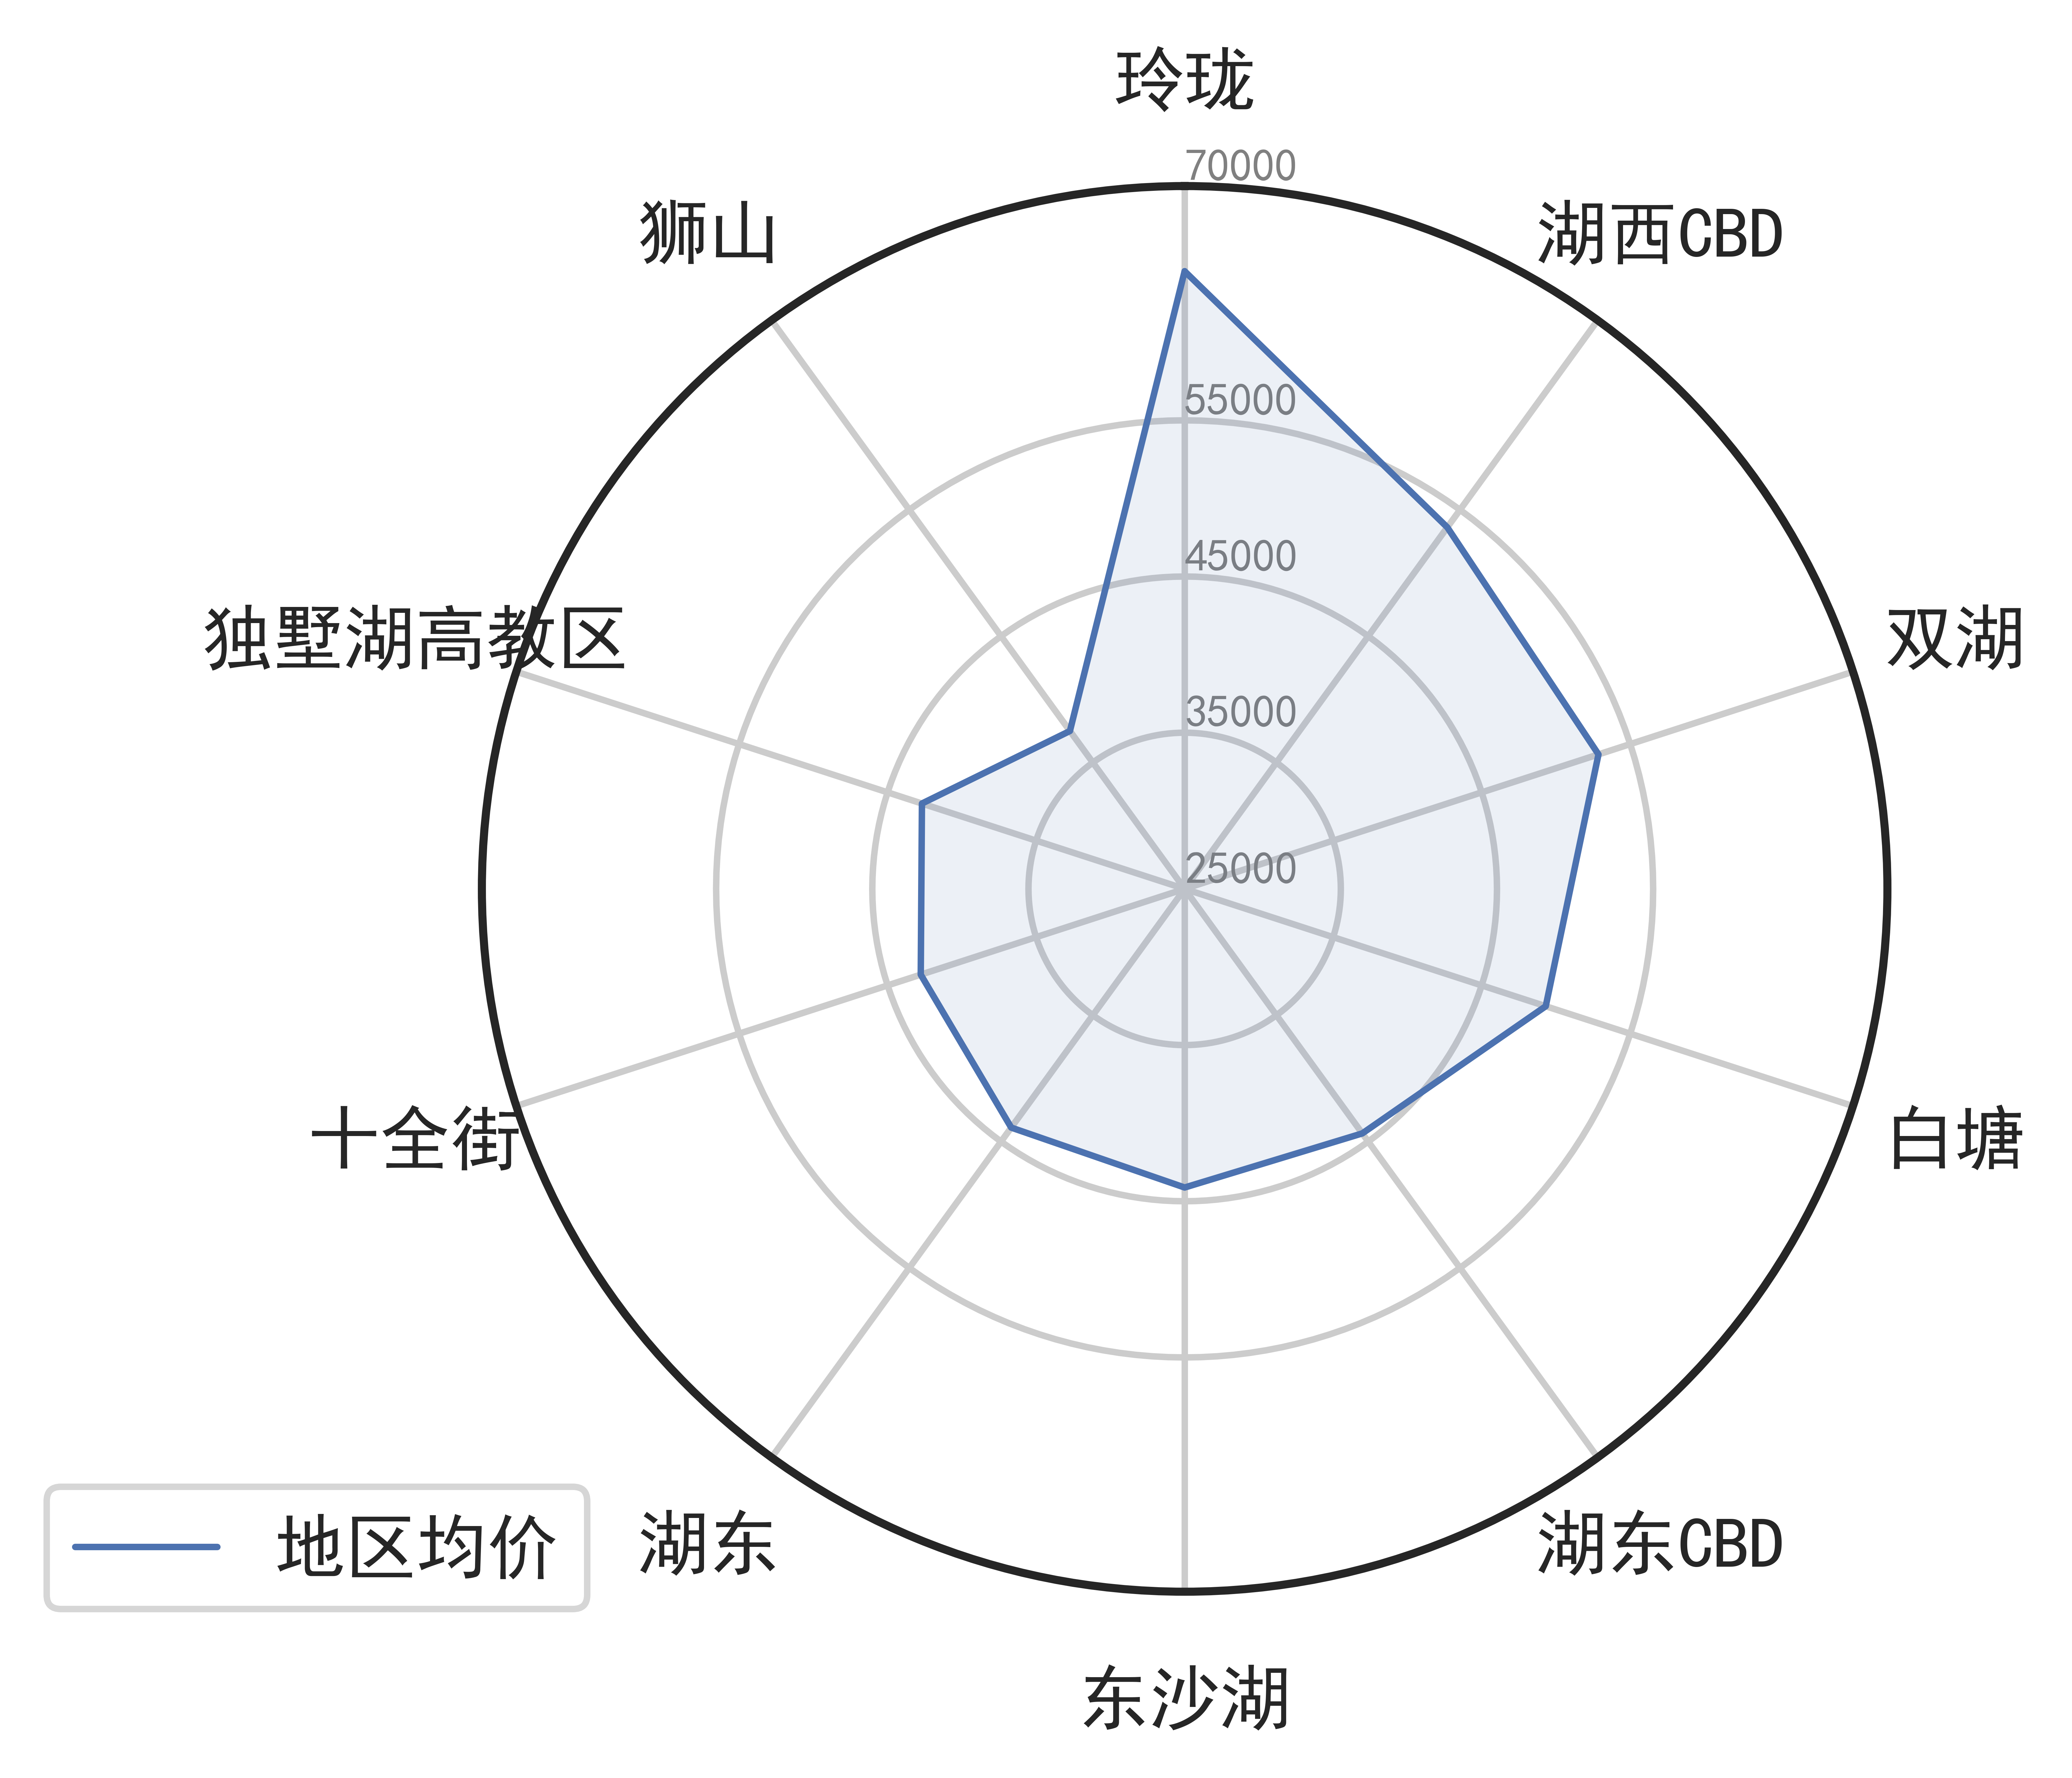 玲珑
70000
狮山
湖西CBD
55000
45000
独墅湖高教区
双湖
35000
25000
十全街
白塘
地区均价
湖东
湖东CBD
东沙湖